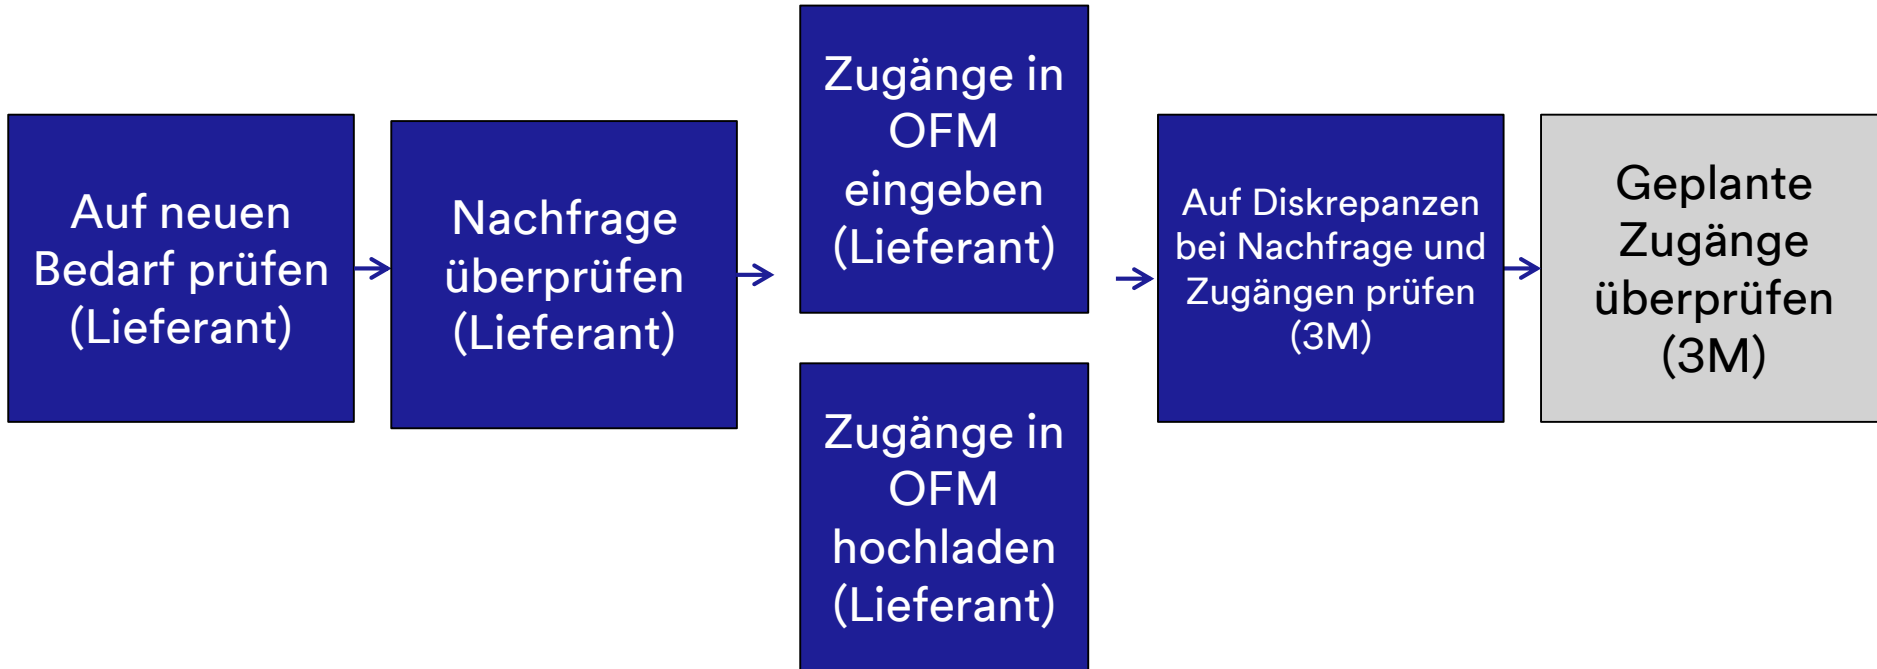 Auf neuen
Bedarf prüfen
(Lieferant)
Nachfrage
überprüfen
(Lieferant)
Zugänge in
OFM
eingeben
(Lieferant)
Zugänge in
OFM
hochladen
(Lieferant)
Auf Diskrepanzen
bei Nachfrage und
Zugängen prüfen
(3M)
Geplante
Zugänge
überprüfen
(3M)